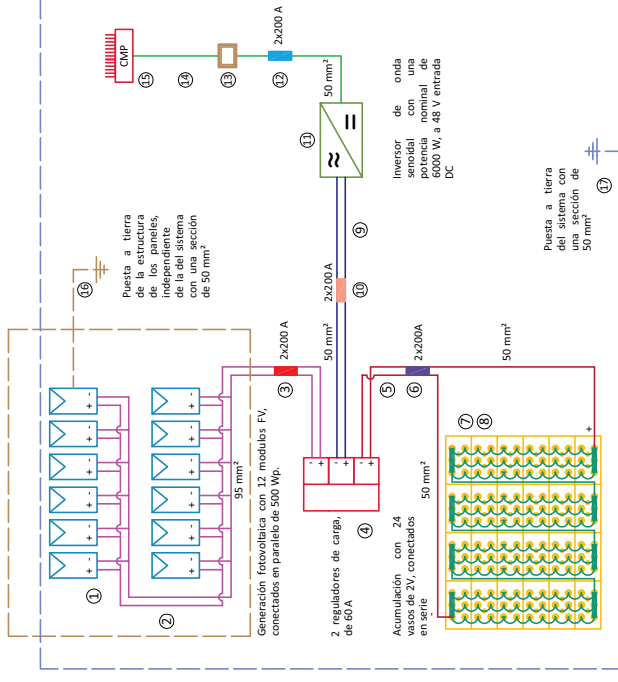 CMP
15
14
13
12
2x200 A
50 mm²
11
Inversor de onda
senoidal con una
potencia nominal de
6000 W, a 48 V entrada
DC
16
Puesta a tierra
de la estructura
de los paneles,
independiente
de la del sistema
con una sección
de 50 mm²
17
Puesta a tierra
del sistema con
una sección de
50 mm²
9
10
2x200 A
50 mm²
1
2
+ -
+ -
+ -
+ -
+ -
+ -
+ -
+ -
+ -
+ -
+ -
+ -
95 mm²
3
2x200 A
Generación fotovoltaica con 12 modulos FV,
conectados en paralelo de 500 Wp.
2 reguladores de carga,
de 60 A
4
- +
- +
- +
5
6
2x200A
50 mm²
50 mm²
7
8
Acumulación con 24
vasos de 2V, conectados
en serie
-
+